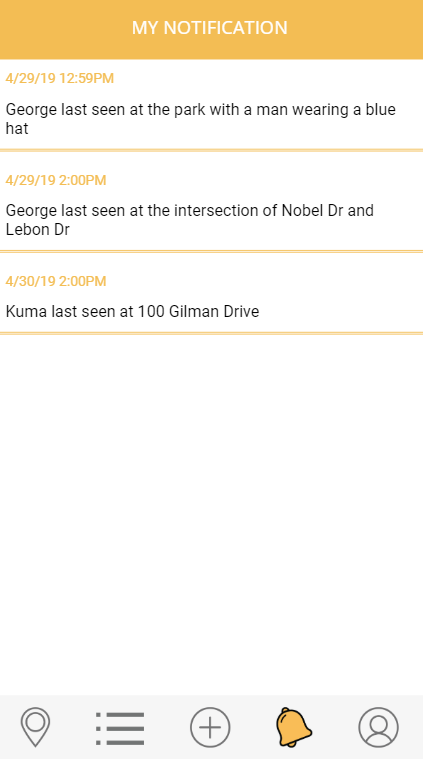 MY NOTIFICATION
4/29/19 12:59PM
George last seen at the park with a man wearing a blue
hat
4/29/19 2:00PM
George last seen at the intersection of Nobel Dr and
Lebon Dr
4/30/19 2:00PM
Kuma last seen at 100 Gilman Drive